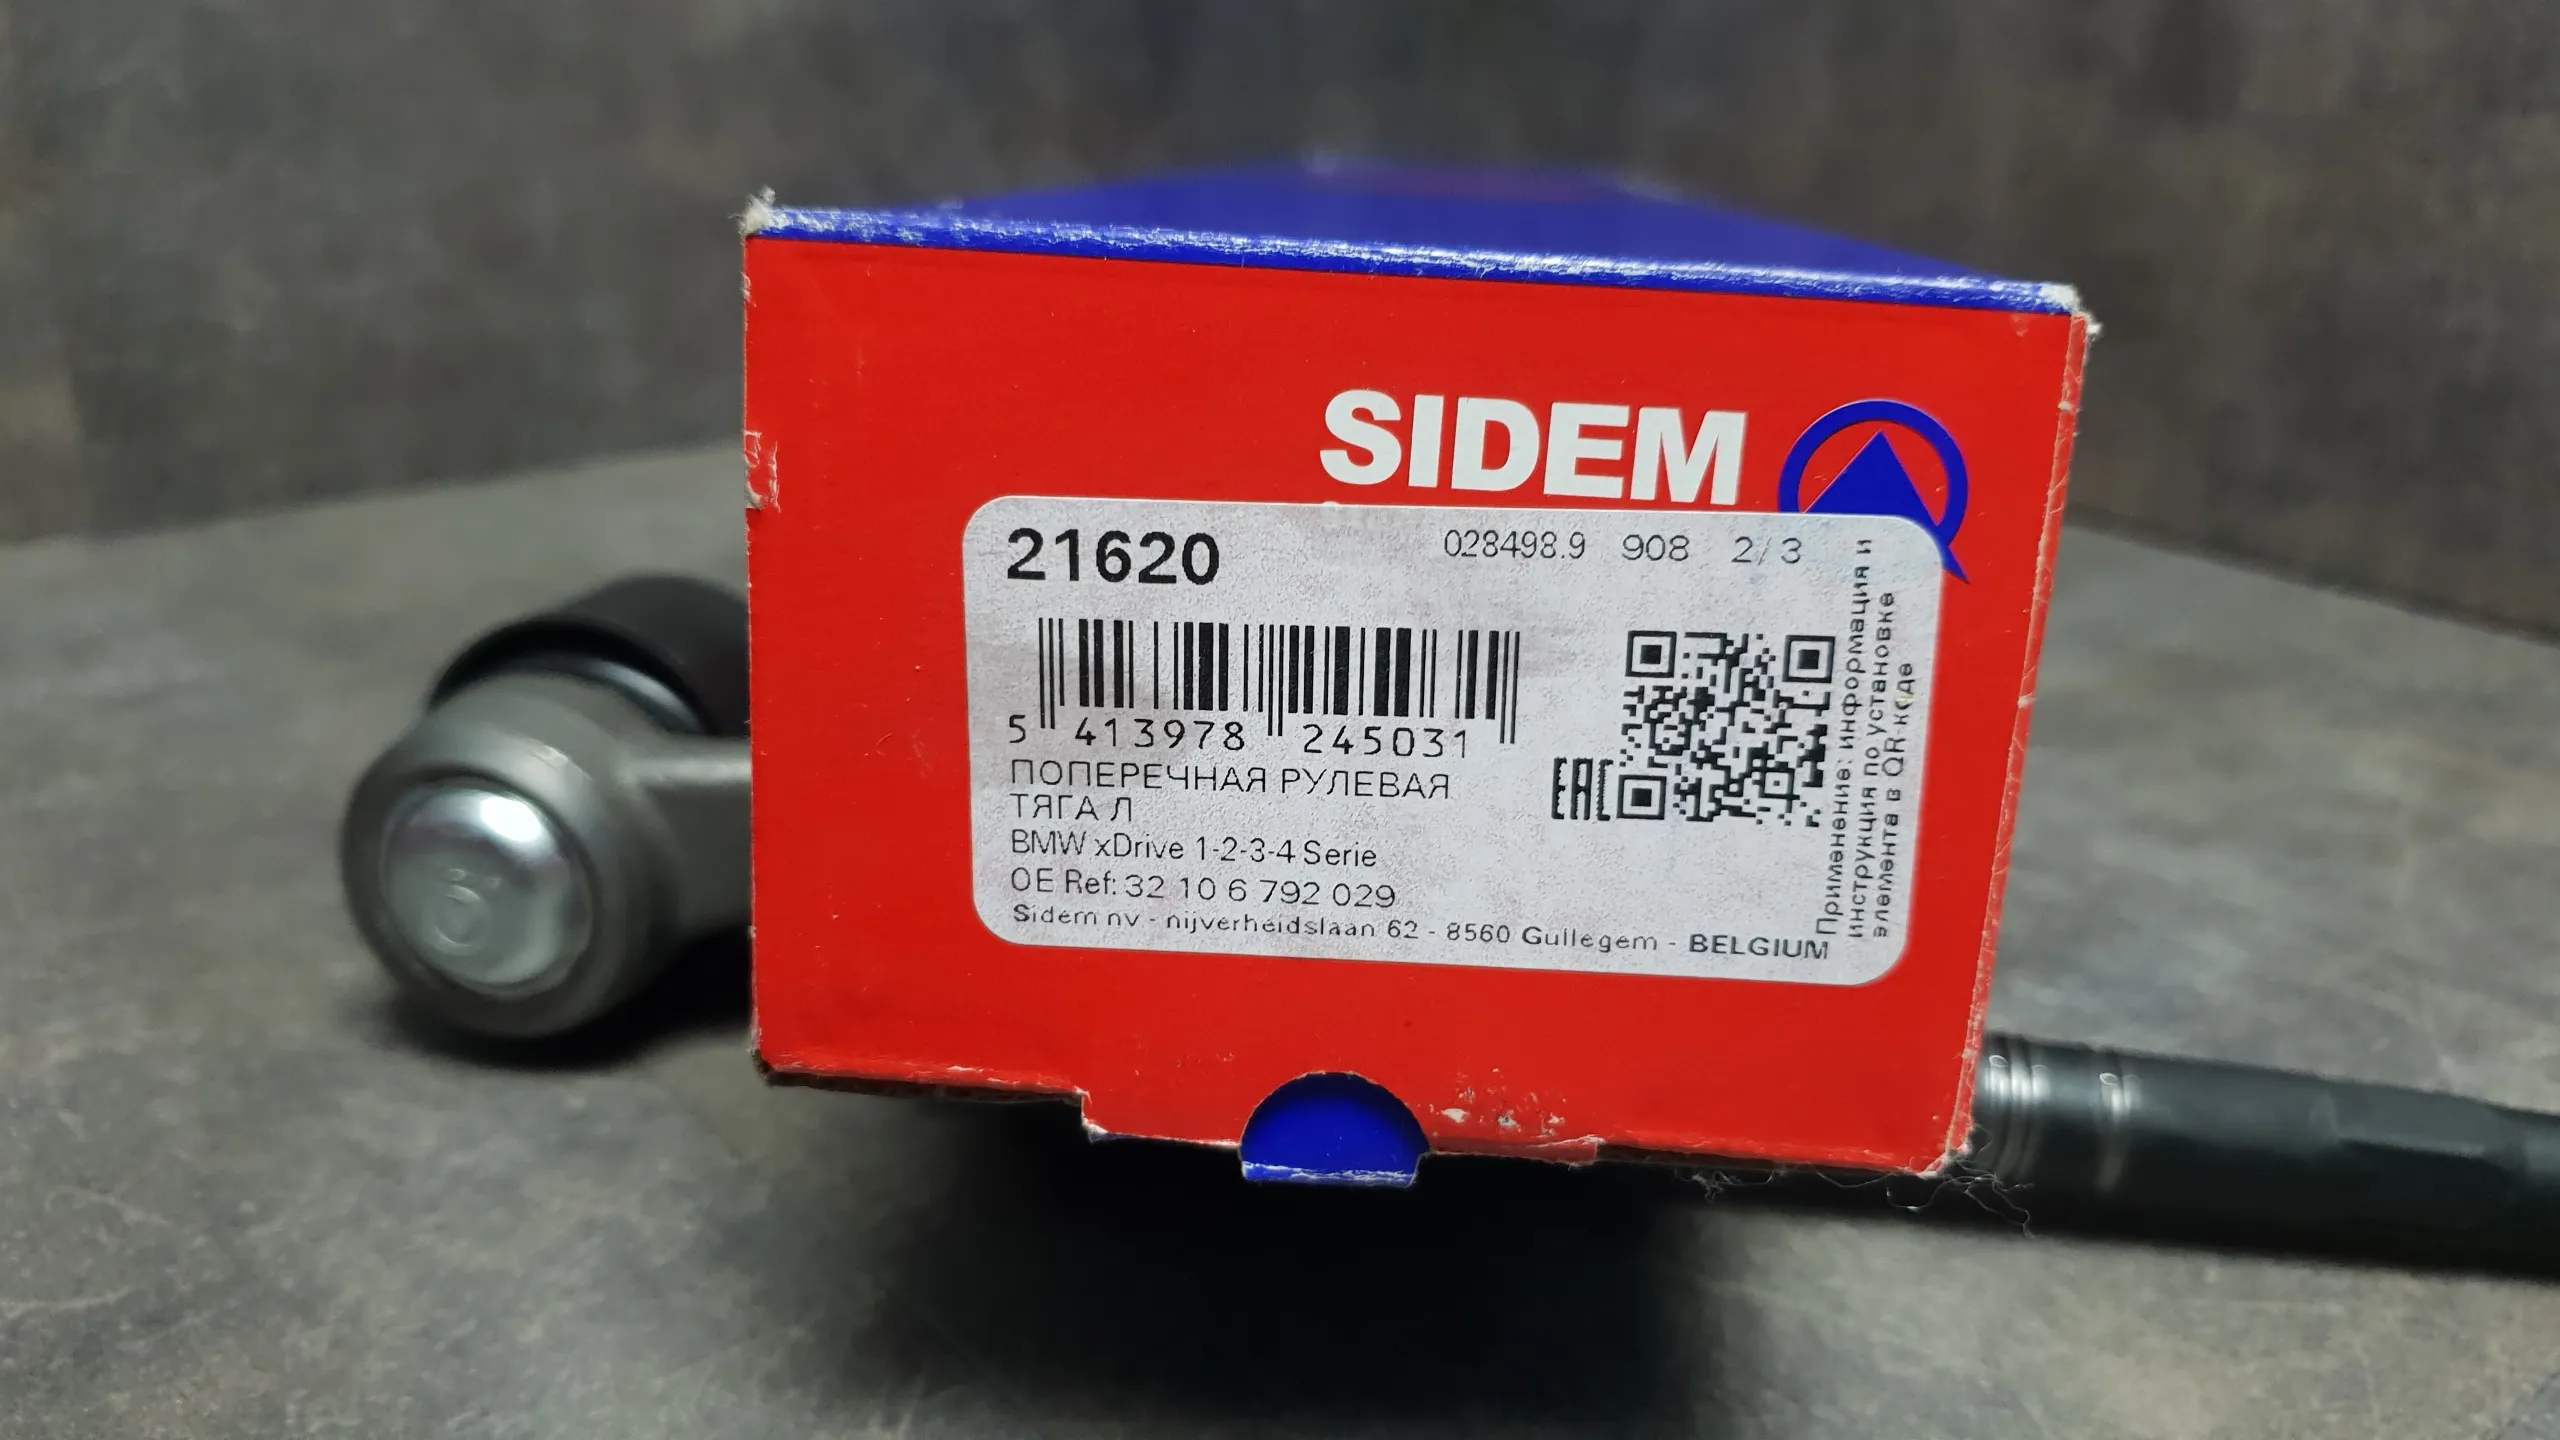 SIDEM
21620 028498.9 908 2/3
5 413978 245031
ПОПЕРЕЧНАЯ РУЛЕВАЯ
ТЯГА Л
BMW xDrive 1-2-3-4 Serie
OE Ref: 32 10 6 792 029
Sidem nv - nijverheidslaan 62 - 8560 Gullegem - BELGIUM
EAC
Применение: информация и
инструкция по установке
элемента в QR-коде